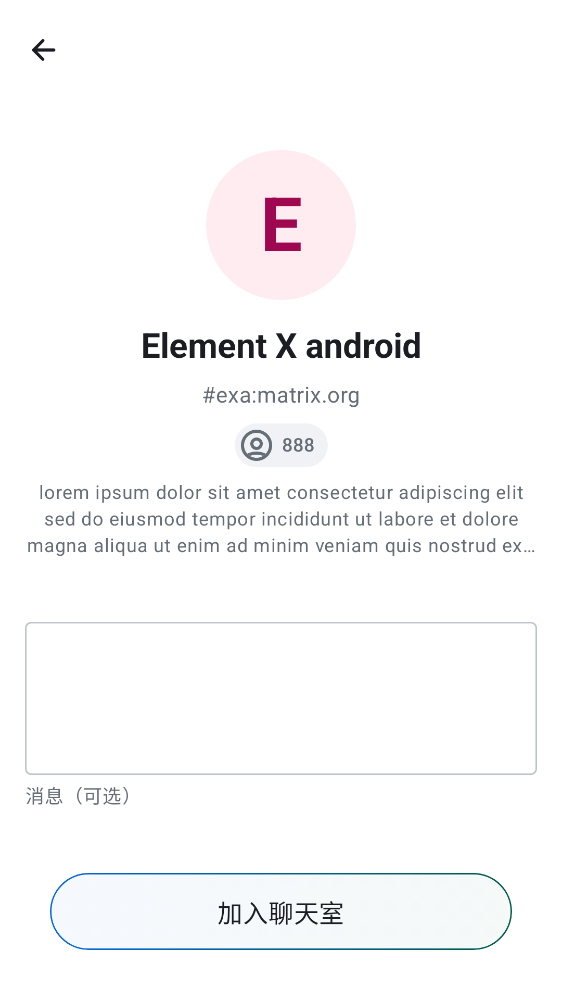 E
Element X android
#exa:matrix.org
888
lorem ipsum dolor sit amet consectetur adipiscing elit
sed do eiusmod tempor incididunt ut labore et dolore
magna aliqua ut enim ad minim veniam quis nostrud ex…
消息（可选）
加入聊天室